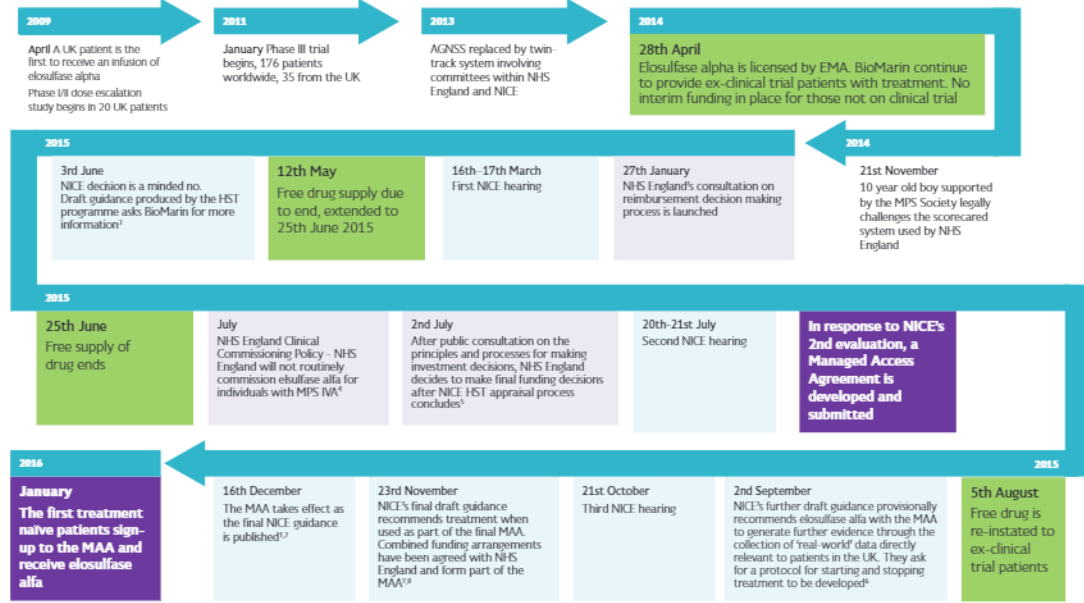 2009
April A UK patient is the
first to receive an infusion of
elosulfase alpha
Phase I/II dose escalation
study begins in 20 UK patients
2011
January Phase III trial
begins, 176 patients
worldwide, 35 from the UK
2013
AGNSS replaced by twin-
track system involving
committees within NHS
England and NICE
2014
28th April
Elosulfase alpha is licensed by EMA. BioMarin continue
to provide ex-clinical trial patients with treatment. No
interim funding in place for those not on clinical trial
2014
21st November
10 year old boy supported
by the MPS Society legally
challenges the scorecared
system used by NHS
England
2015
27th January
NHS England's consultation on
reimbursement decision making
process is launched
16th–17th March
First NICE hearing
12th May
Free drug supply due
to end, extended to
25th June 2015
3rd June
NICE decision is a minded no.
Draft guidance produced by the HST
programme asks BioMarin for more
information³
2015
25th June
Free supply of
drug ends
July
NHS England Clinical
Commissioning Policy – NHS
England will not routinely
commission elsulfase alfa for
individuals with MPS IVA⁴
2nd July
After public consultation on the
principles and processes for making
investment decisions, NHS England
decides to make final funding decisions
after NICE HST appraisal process
concludes⁵
20th-21st July
Second NICE hearing
In response to NICE's
2nd evaluation, a
Managed Access
Agreement is
developed and
submitted
2015
5th August
Free drug is
re-instated to
ex-clinical
trial patients
2nd September
NICE's further draft guidance provisionally
recommends elosulfase alfa with the MAA
to generate further evidence through the
collection of 'real-world' data directly
relevant to patients in the UK. They ask
for a protocol for starting and stopping
treatment to be developed⁶
21st October
Third NICE hearing
23rd November
NICE's final draft guidance
recommends treatment when
used as part of the final MAA.
Combined funding arrangements
have been agreed with NHS
England and form part of the
MAA⁷,⁸
16th December
The MAA takes effect as
the final NICE guidance
is published¹,²
2016
January
The first treatment
naïve patients sign-
up to the MAA and
receive elosulfase
alfa